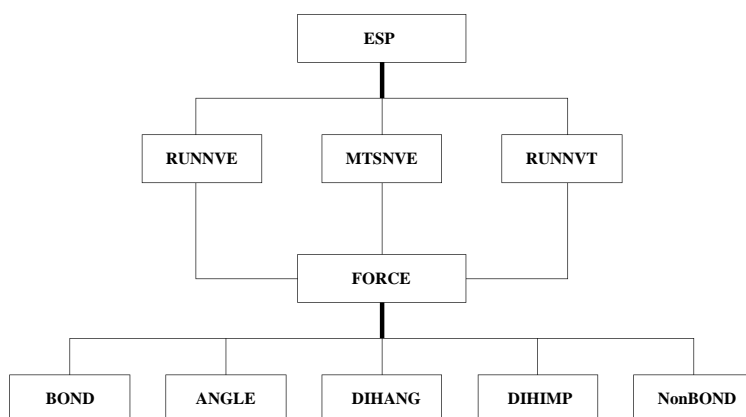 ESP
RUNNVE
MTSNVE
RUNNVT
FORCE
BOND
ANGLE
DIHANG
DIHIMP
NonBOND